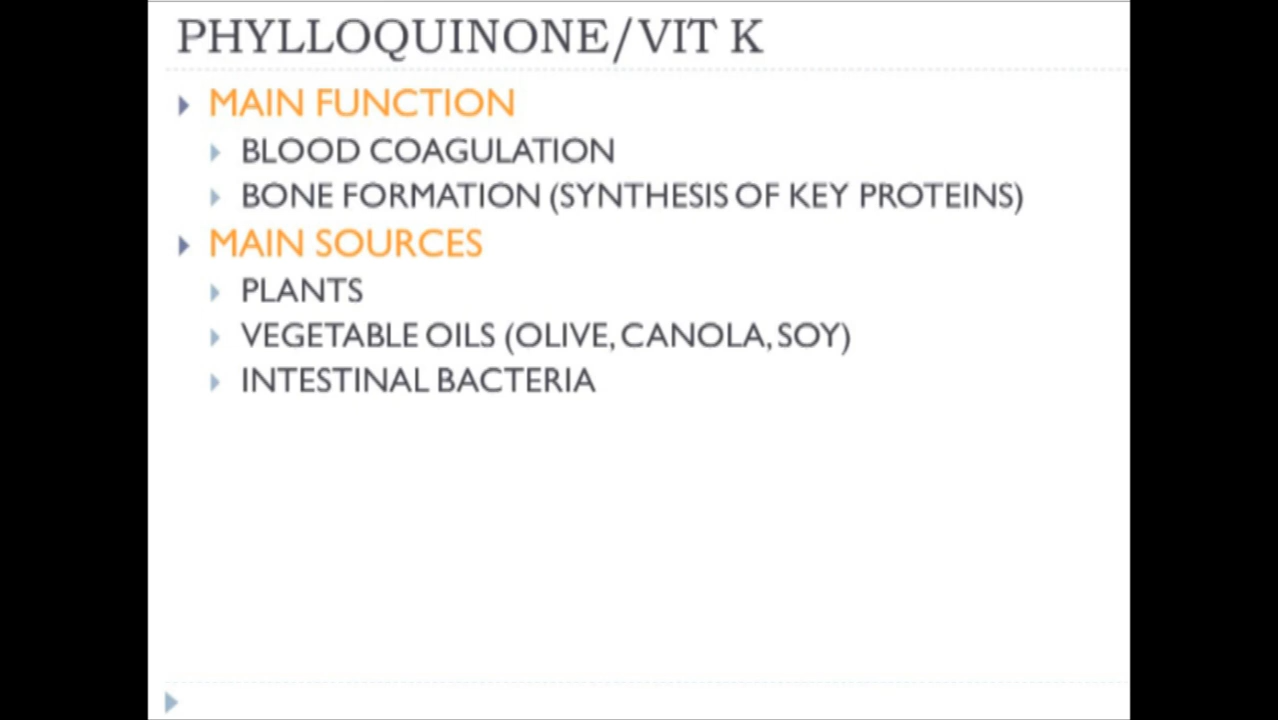 PHYLLOQUINONE/VIT K
MAIN FUNCTION
BLOOD COAGULATION
BONE FORMATION (SYNTHESIS OF KEY PROTEINS)
MAIN SOURCES
PLANTS
VEGETABLE OILS (OLIVE, CANOLA, SOY)
INTESTINAL BACTERIA